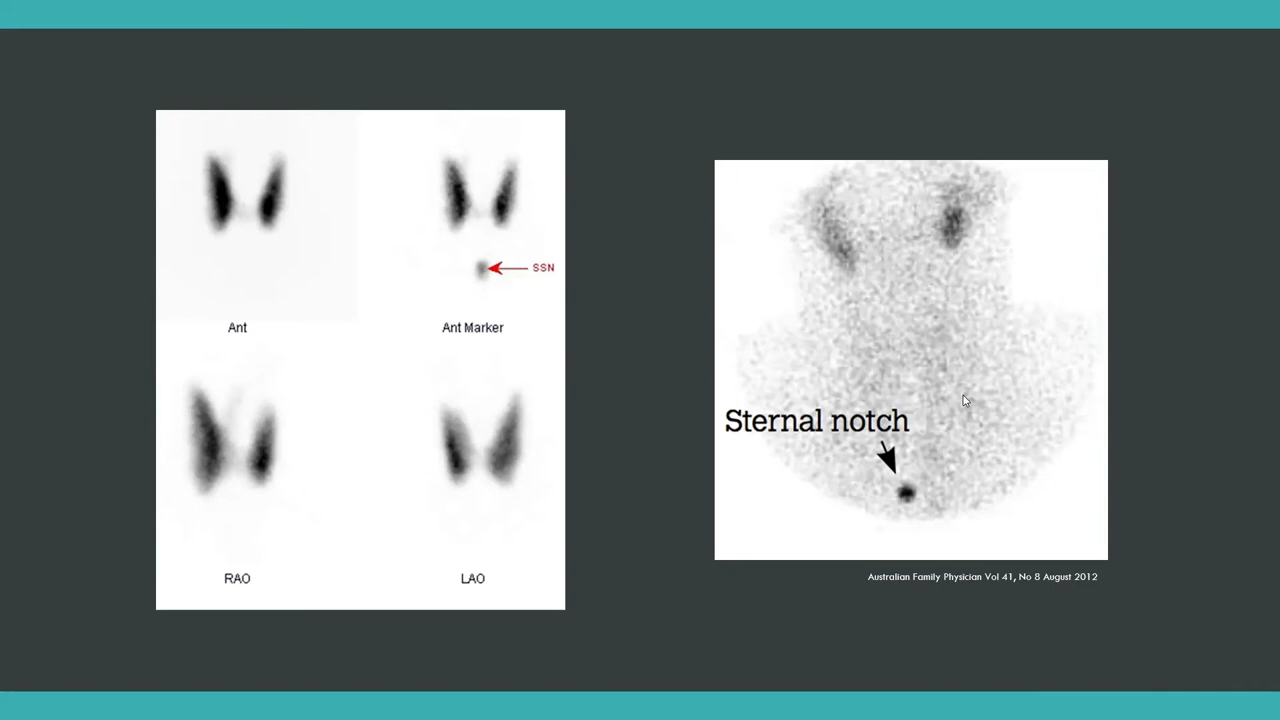 SSN
Ant
Ant Marker
RAO
LAO
Sternal notch
Australian Family Physician Vol 41, No 8 August 2012